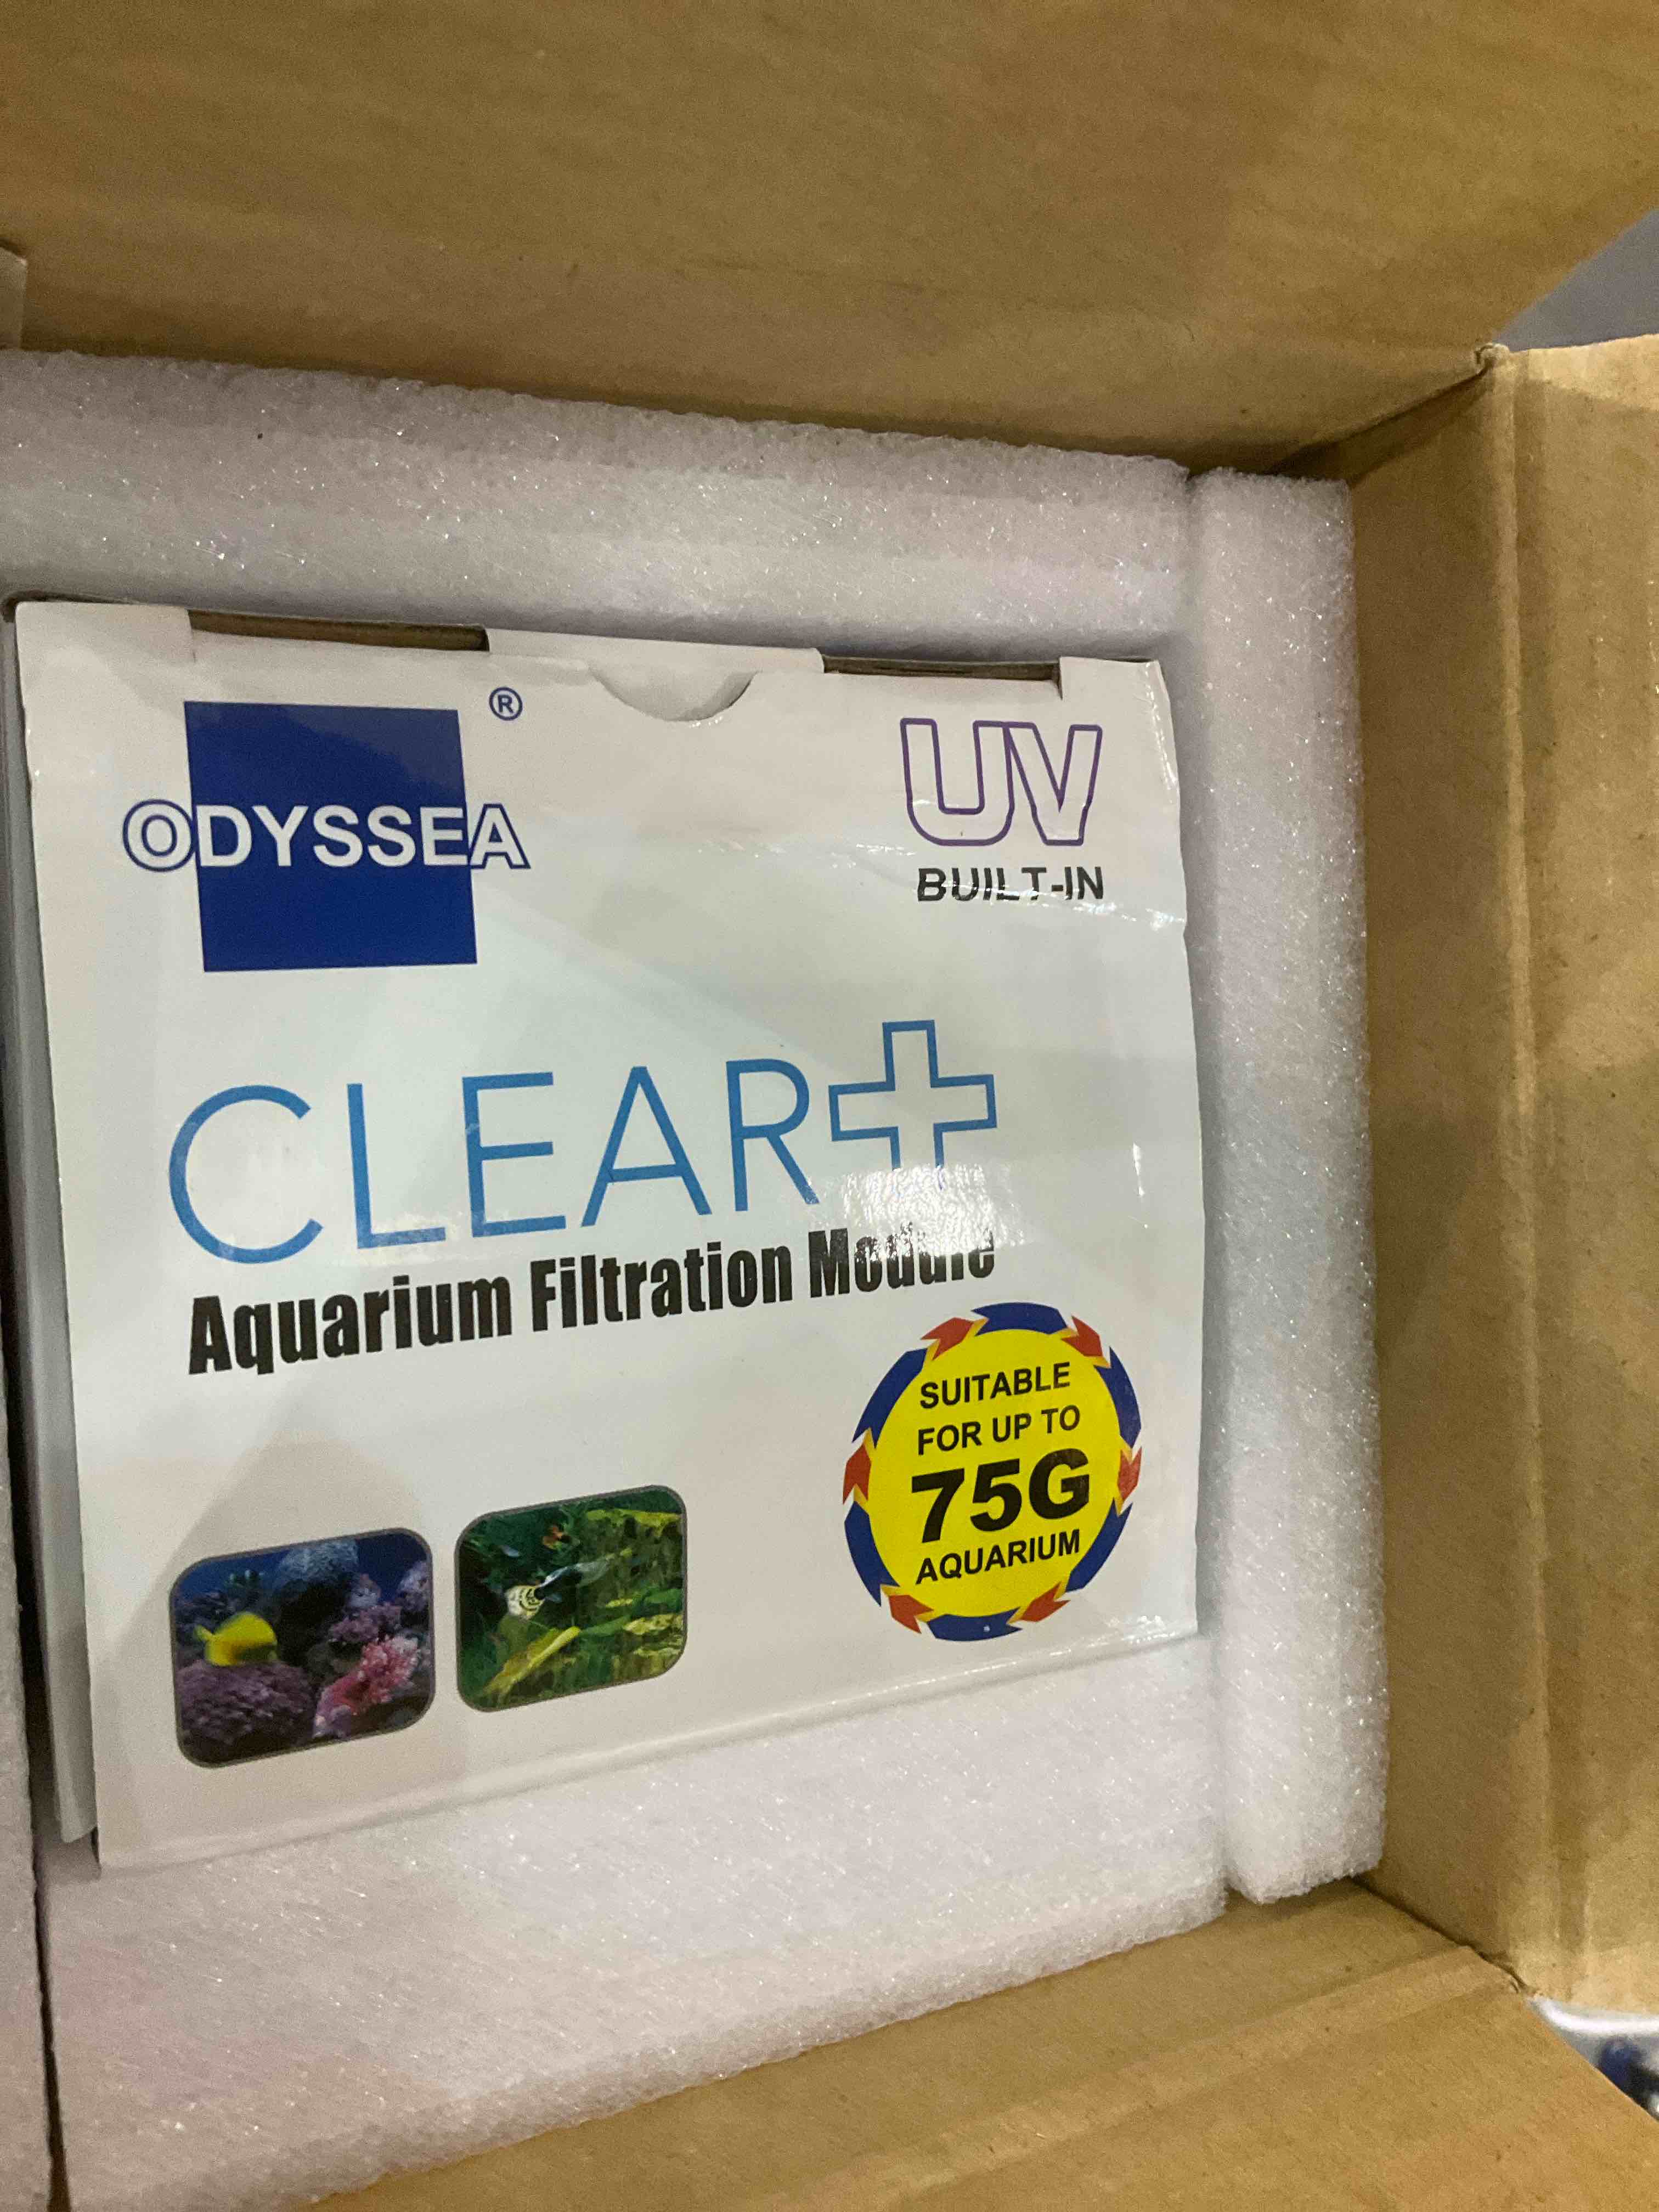 ODYSSEA ®
UV
BUILT-IN
CLEAR+
Aquarium Filtration Module
SUITABLE
FOR UP TO
75G
AQUARIUM